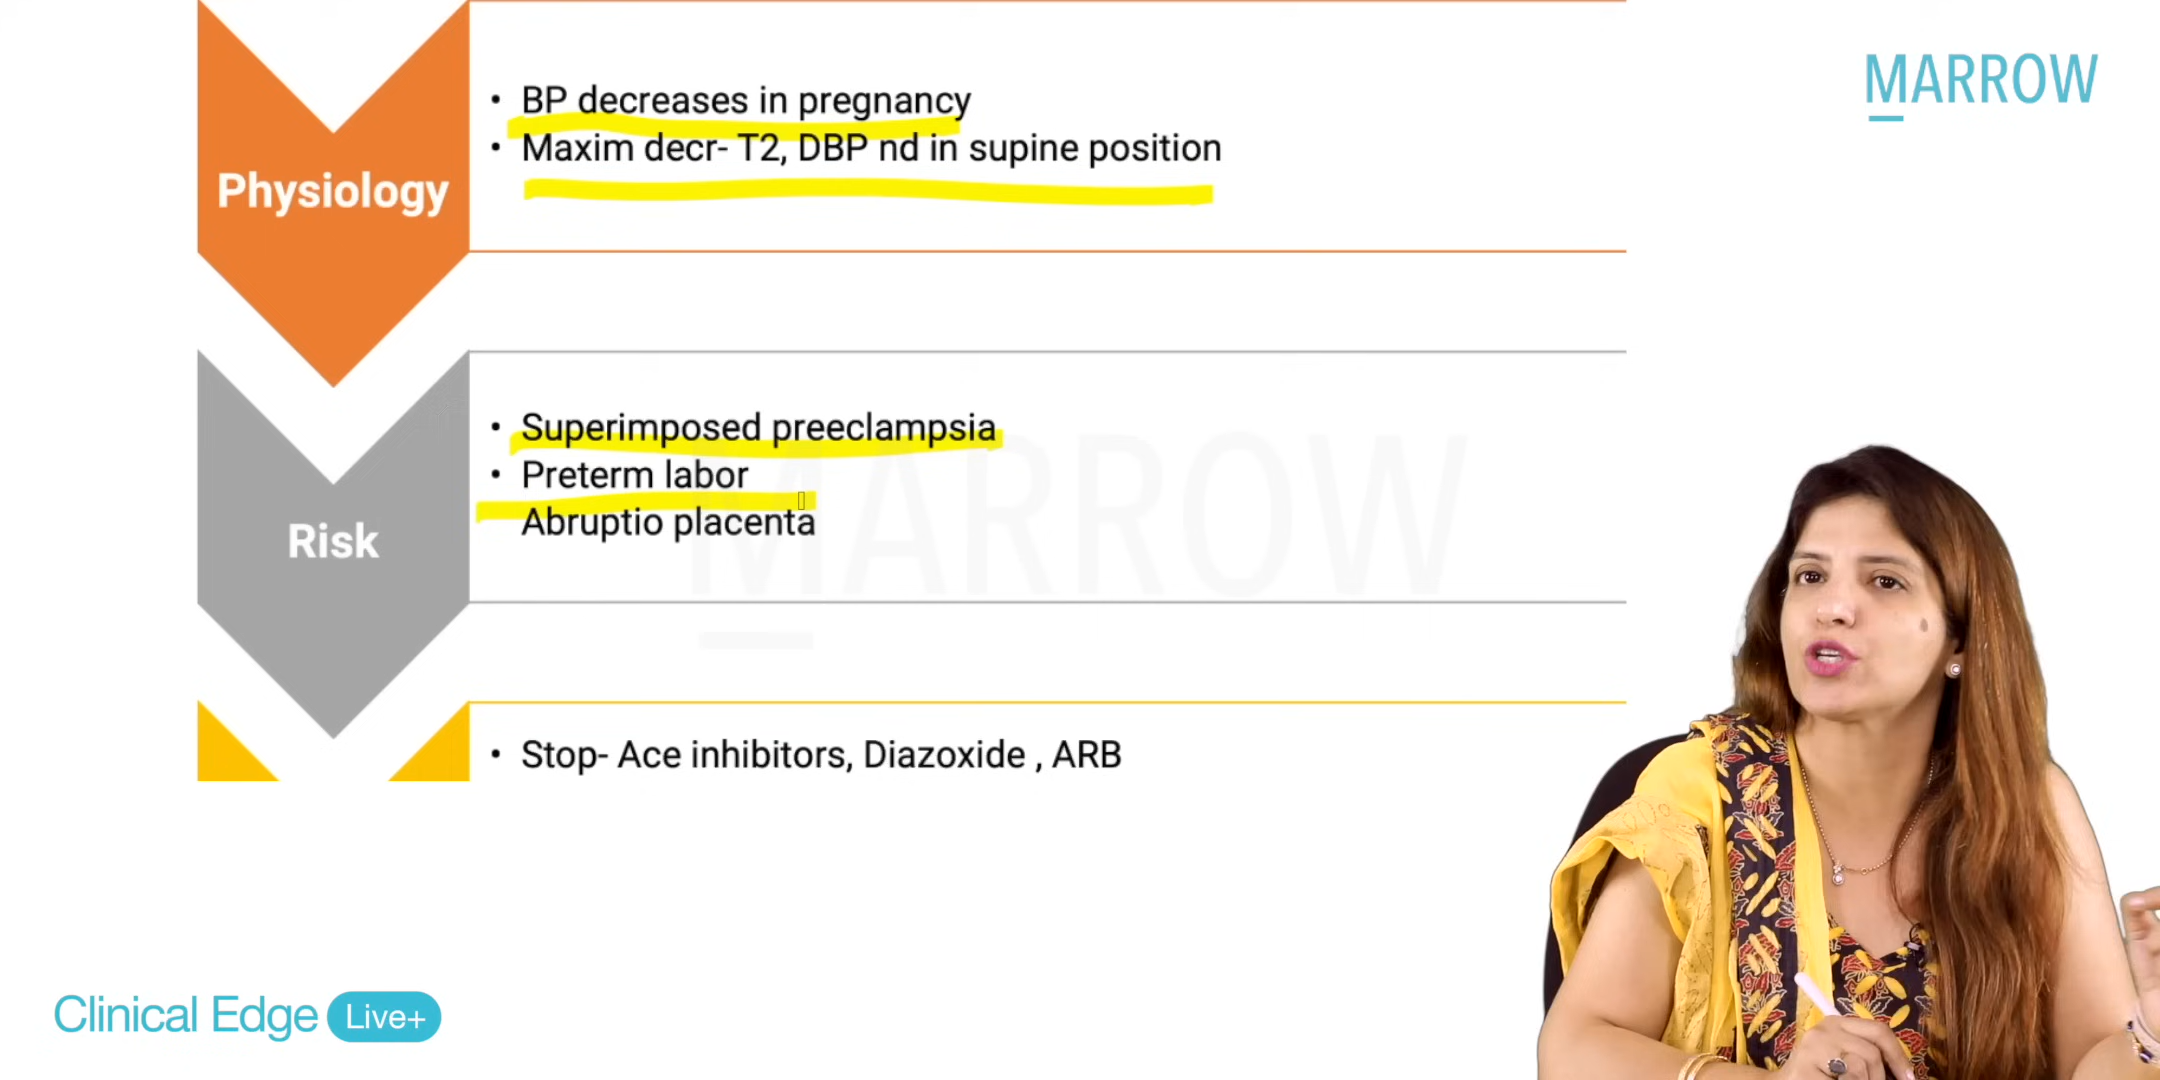 MARROW
Physiology
• BP decreases in pregnancy
• Maxim decr- T2, DBP nd in supine position
Risk
• Superimposed preeclampsia
• Preterm labor
Abruptio placenta
MARROW
• Stop- Ace inhibitors, Diazoxide , ARB
Clinical Edge Live+